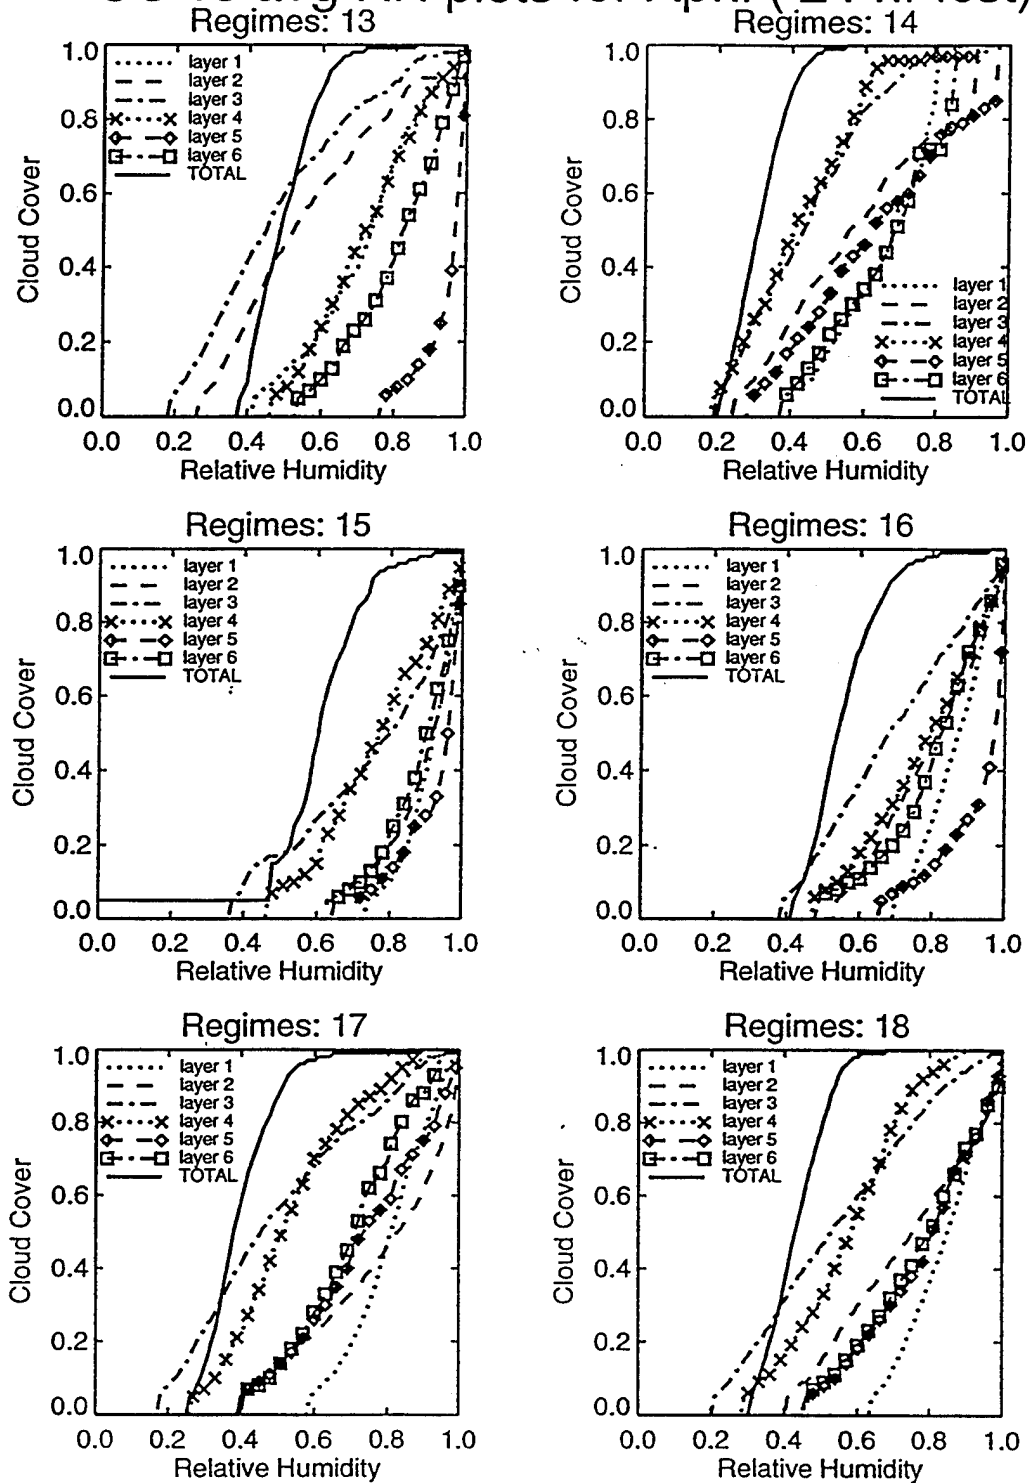 Regimes: 13
1.0
0.8
0.6
0.4
0.2
0.0
Cloud Cover
layer 1
layer 2
layer 3
layer 4
layer 5
layer 6
TOTAL
0.0 0.2 0.4 0.6 0.8 1.0
Relative Humidity
Regimes: 14
1.0
0.8
0.6
0.4
0.2
0.0
Cloud Cover
layer 1
layer 2
layer 3
layer 4
layer 5
layer 6
TOTAL
0.0 0.2 0.4 0.6 0.8 1.0
Relative Humidity
Regimes: 15
1.0
0.8
0.6
0.4
0.2
0.0
Cloud Cover
layer 1
layer 2
layer 3
layer 4
layer 5
layer 6
TOTAL
0.0 0.2 0.4 0.6 0.8 1.0
Relative Humidity
Regimes: 16
1.0
0.8
0.6
0.4
0.2
0.0
Cloud Cover
layer 1
layer 2
layer 3
layer 4
layer 5
layer 6
TOTAL
0.0 0.2 0.4 0.6 0.8 1.0
Relative Humidity
Regimes: 17
1.0
0.8
0.6
0.4
0.2
0.0
Cloud Cover
layer 1
layer 2
layer 3
layer 4
layer 5
layer 6
TOTAL
0.0 0.2 0.4 0.6 0.8 1.0
Relative Humidity
Regimes: 18
1.0
0.8
0.6
0.4
0.2
0.0
Cloud Cover
layer 1
layer 2
layer 3
layer 4
layer 5
layer 6
TOTAL
0.0 0.2 0.4 0.6 0.8 1.0
Relative Humidity